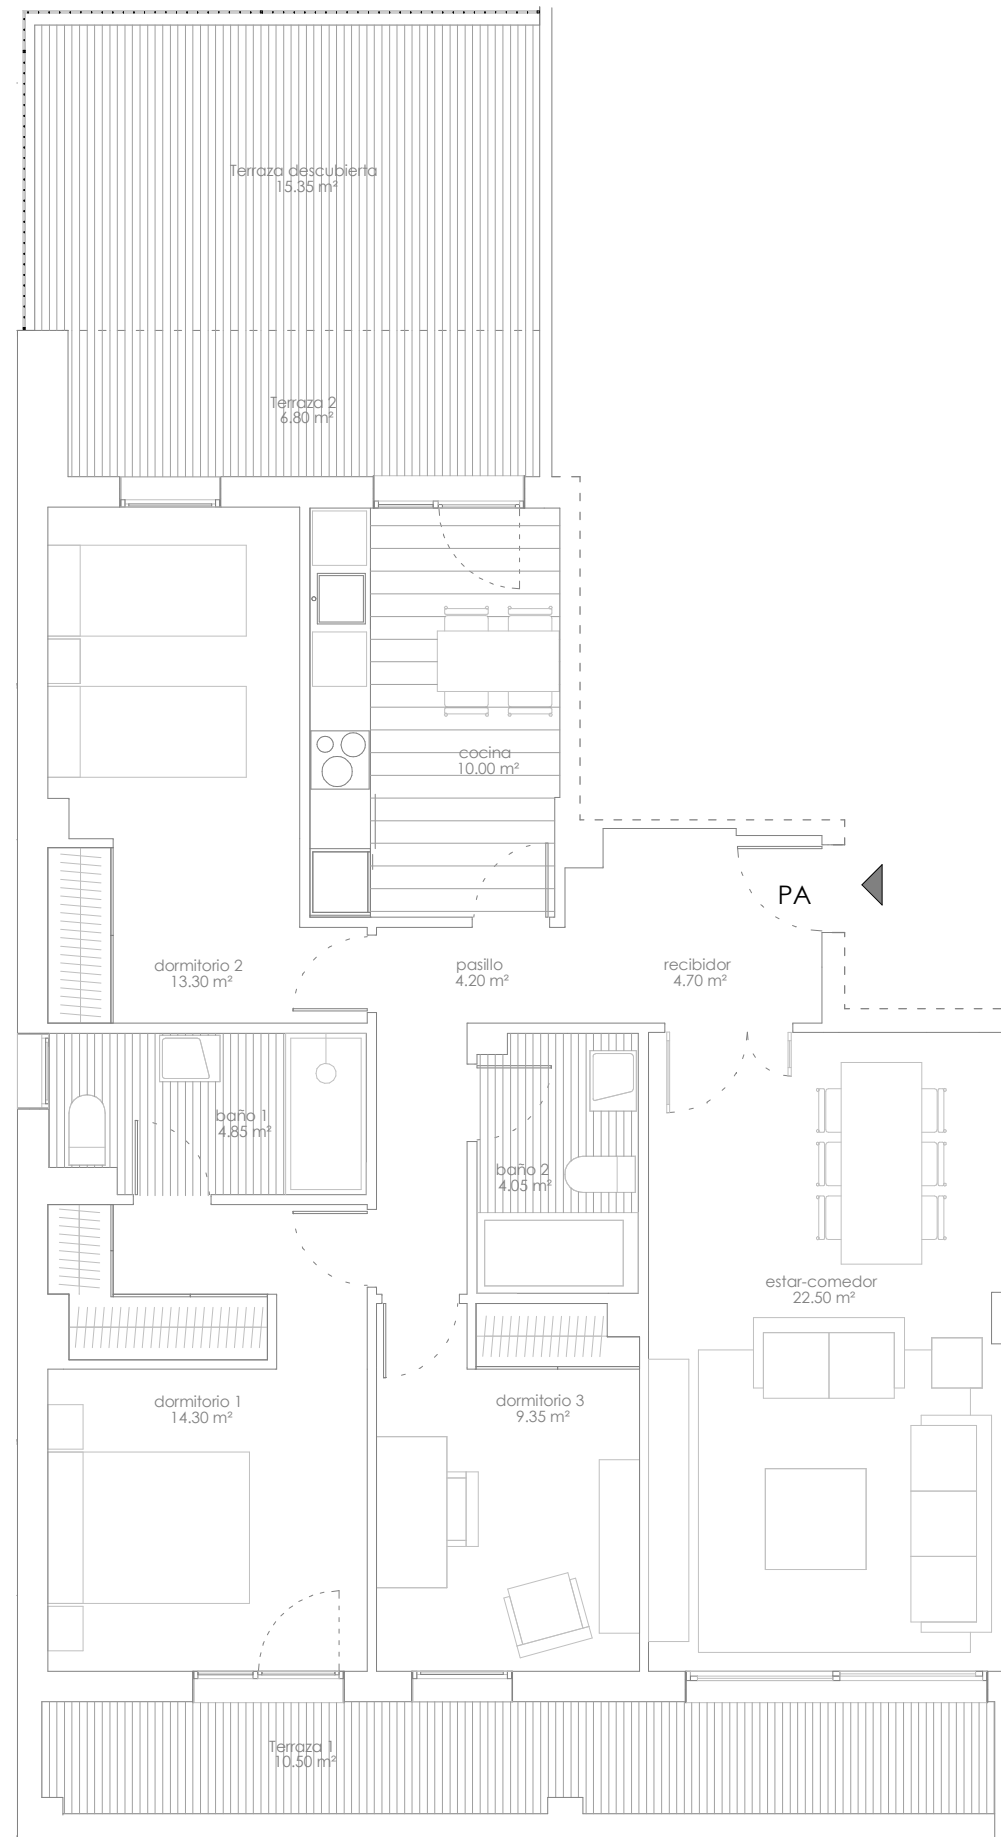 Terraza descubierta
15.35 m²
Terraza 2
6.80 m²
cocina
10.00 m²
PA
dormitorio 2
13.30 m²
pasillo
4.20 m²
recibidor
4.70 m²
baño 1
4.85 m²
baño 2
4.05 m²
estar-comedor
22.50 m²
dormitorio 1
14.30 m²
dormitorio 3
9.35 m²
Terraza 1
10.50 m²